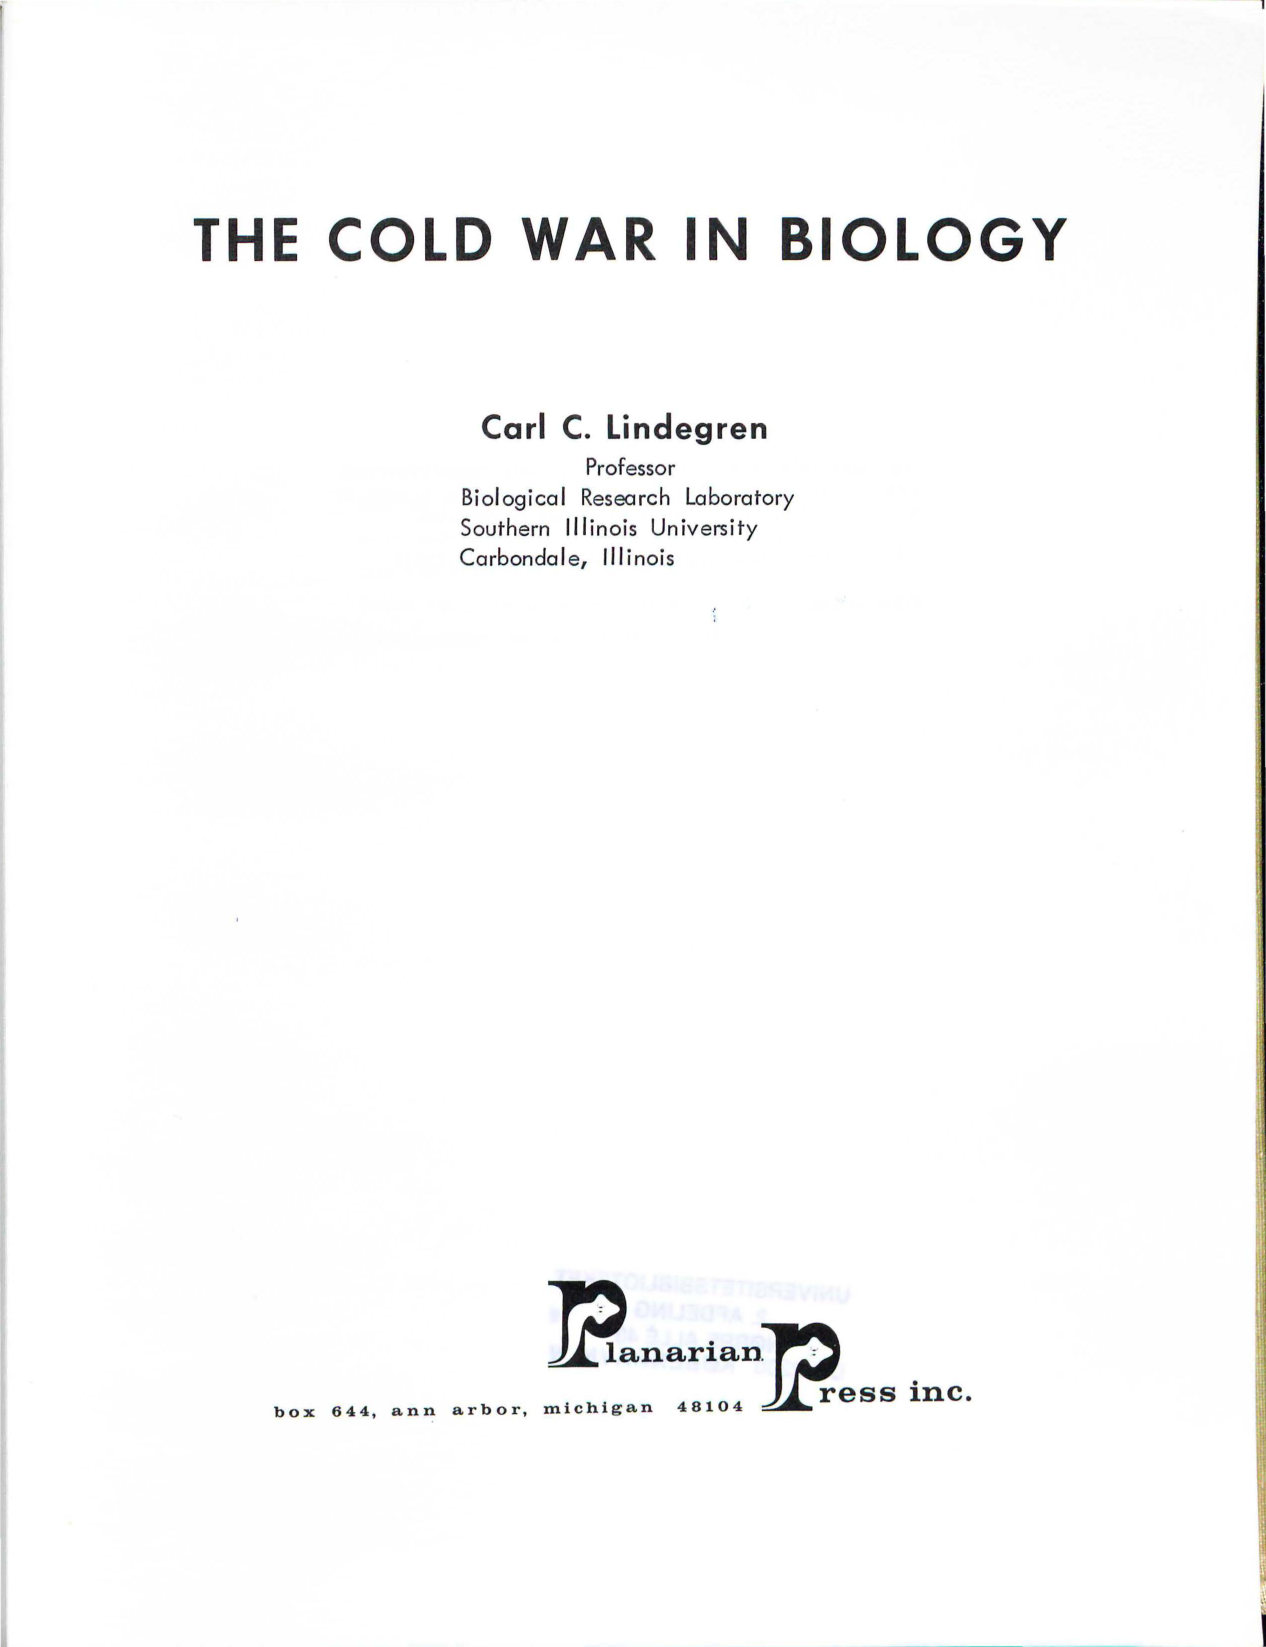 THE COLD WAR IN BIOLOGY
Carl C. Lindegren
Professor
Biological Research Laboratory
Southern Illinois University
Carbondale, Illinois
Planarian
Press inc.
box 644, ann arbor, michigan 48104